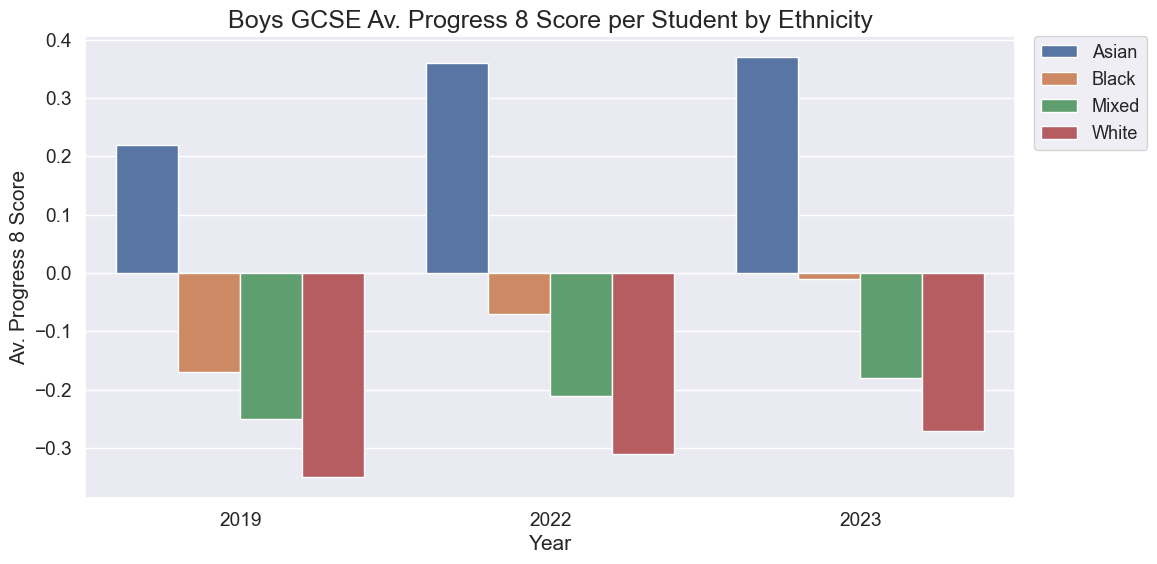 Boys GCSE Av. Progress 8 Score per Student by Ethnicity
Av. Progress 8 Score
0.4
0.3
0.2
0.1
0.0
−0.1
−0.2
−0.3
2019
2022
2023
Year
Asian
Black
Mixed
White